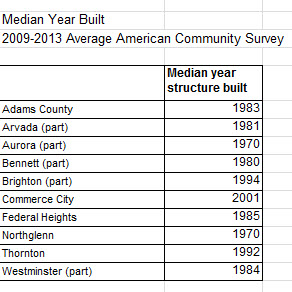 Median Year Built
2009-2013 Average American Community Survey
Median year
structure built
Adams County 1983
Arvada (part) 1981
Aurora (part) 1970
Bennett (part) 1980
Brighton (part) 1994
Commerce City 2001
Federal Heights 1985
Northglenn 1970
Thornton 1992
Westminster (part) 1984